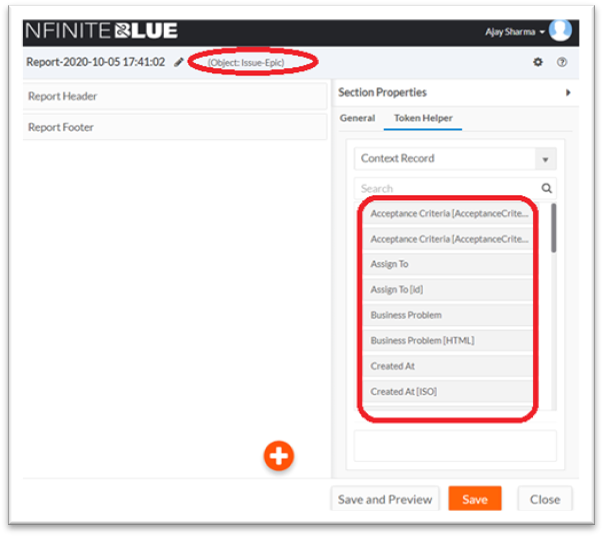 NFINITE BLUE
Ajay Sharma
Report-2020-10-05 17:41:02 (Object: Issue-Epic)
Report Header
Report Footer
Section Properties
General Token Helper
Context Record
Search
Acceptance Criteria [AcceptanceCrite...
Acceptance Criteria [AcceptanceCrite...
Assign To
Assign To [id]
Business Problem
Business Problem [HTML]
Created At
Created At [ISO]
Save and Preview Save Close